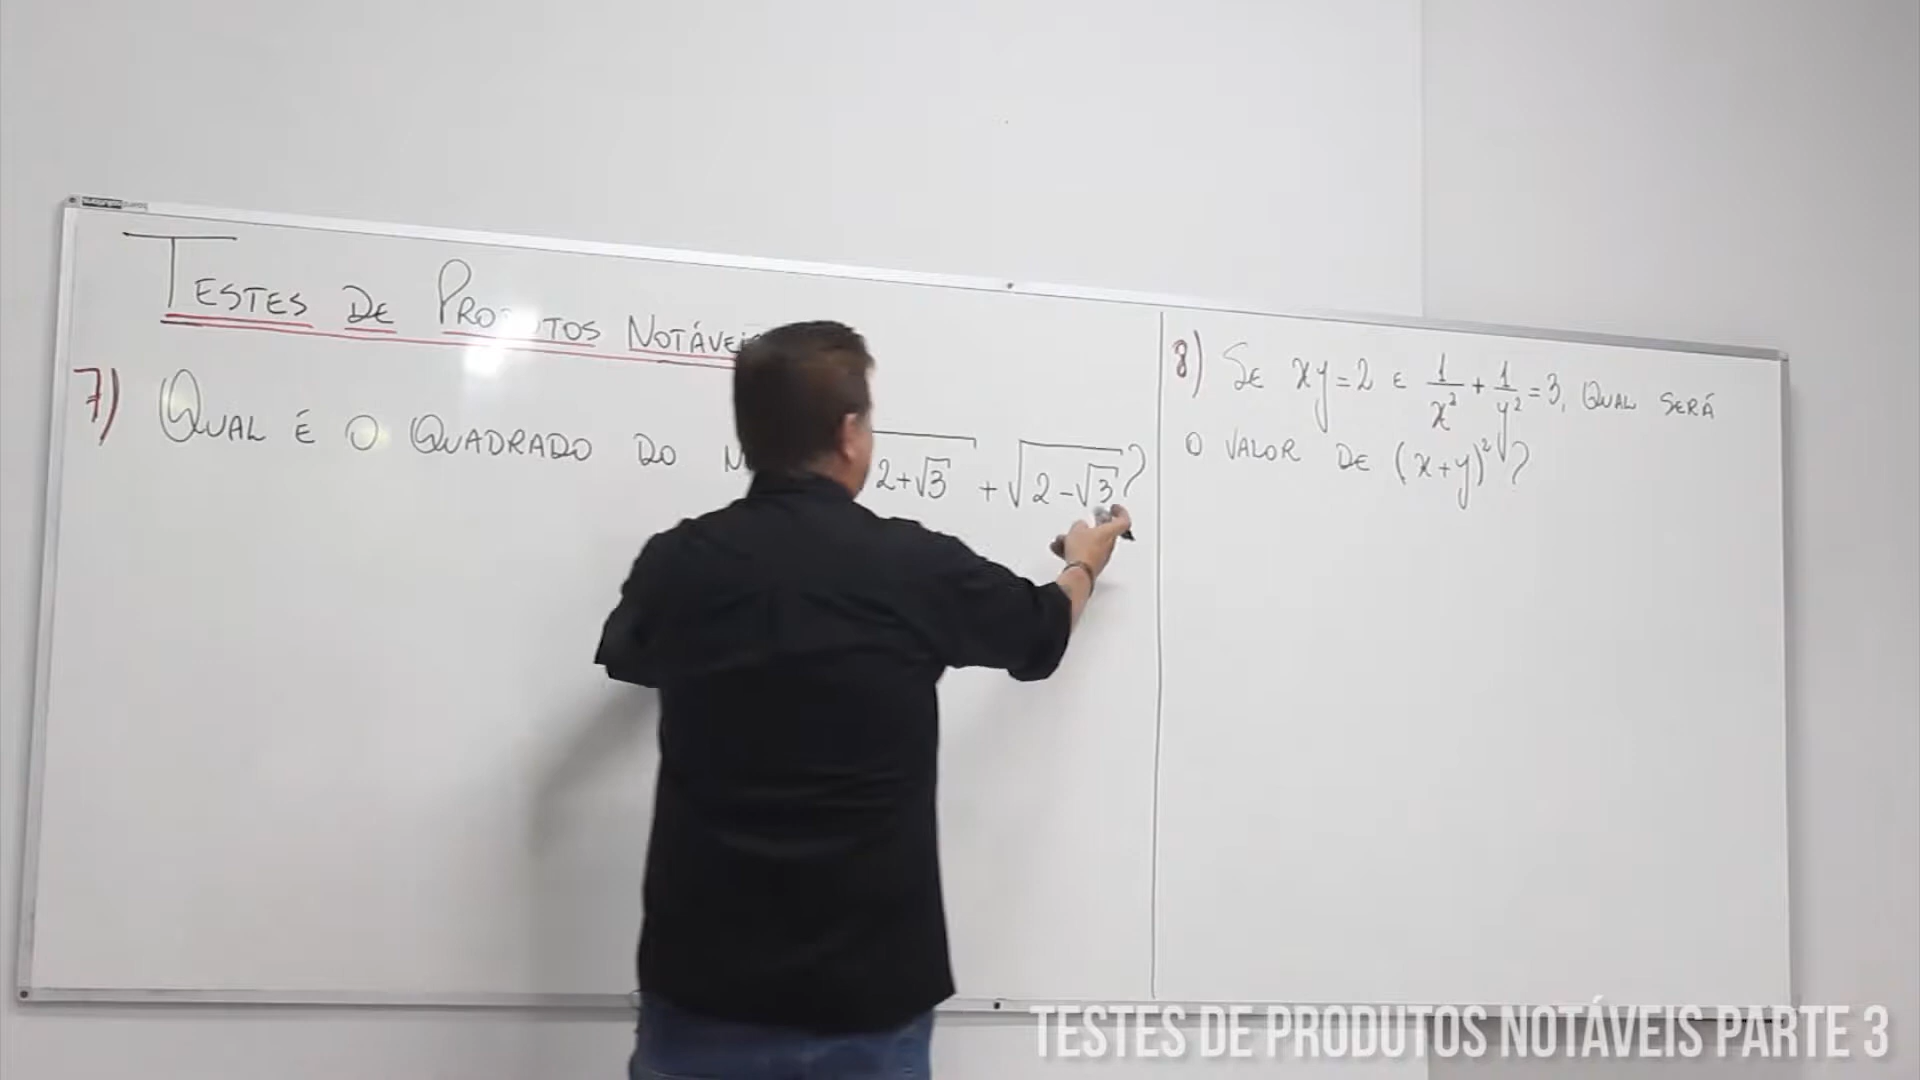 TESTES DE PRODUTOS NOTÁVEIS
7) QUAL É O QUADRADO DO 2+√3 + √(2-√3)?
8) SE xy=2 E 1/x² + 1/y² = 3, QUAL SERÁ
O VALOR DE (x+y)²?
TESTES DE PRODUTOS NOTÁVEIS PARTE 3